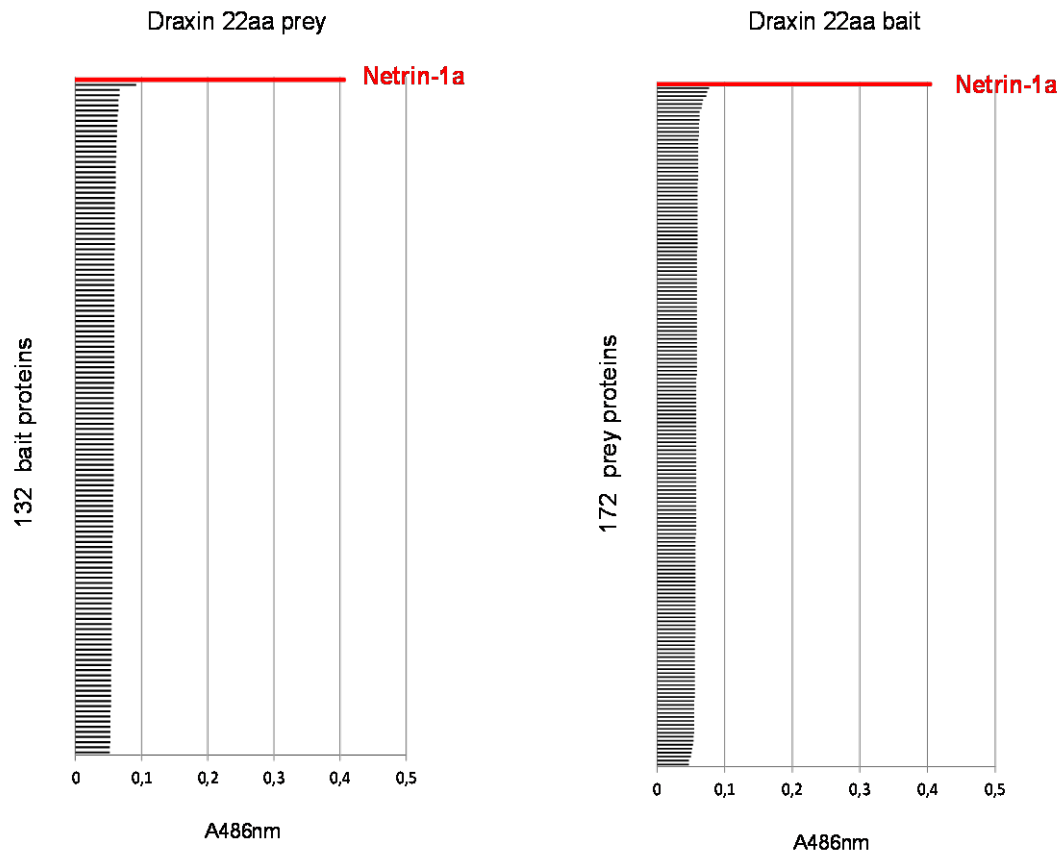 Draxin 22aa prey
Netrin-1a
132 bait proteins
0 0,1 0,2 0,3 0,4 0,5
A486nm
Draxin 22aa bait
Netrin-1a
172 prey proteins
0 0,1 0,2 0,3 0,4 0,5
A486nm